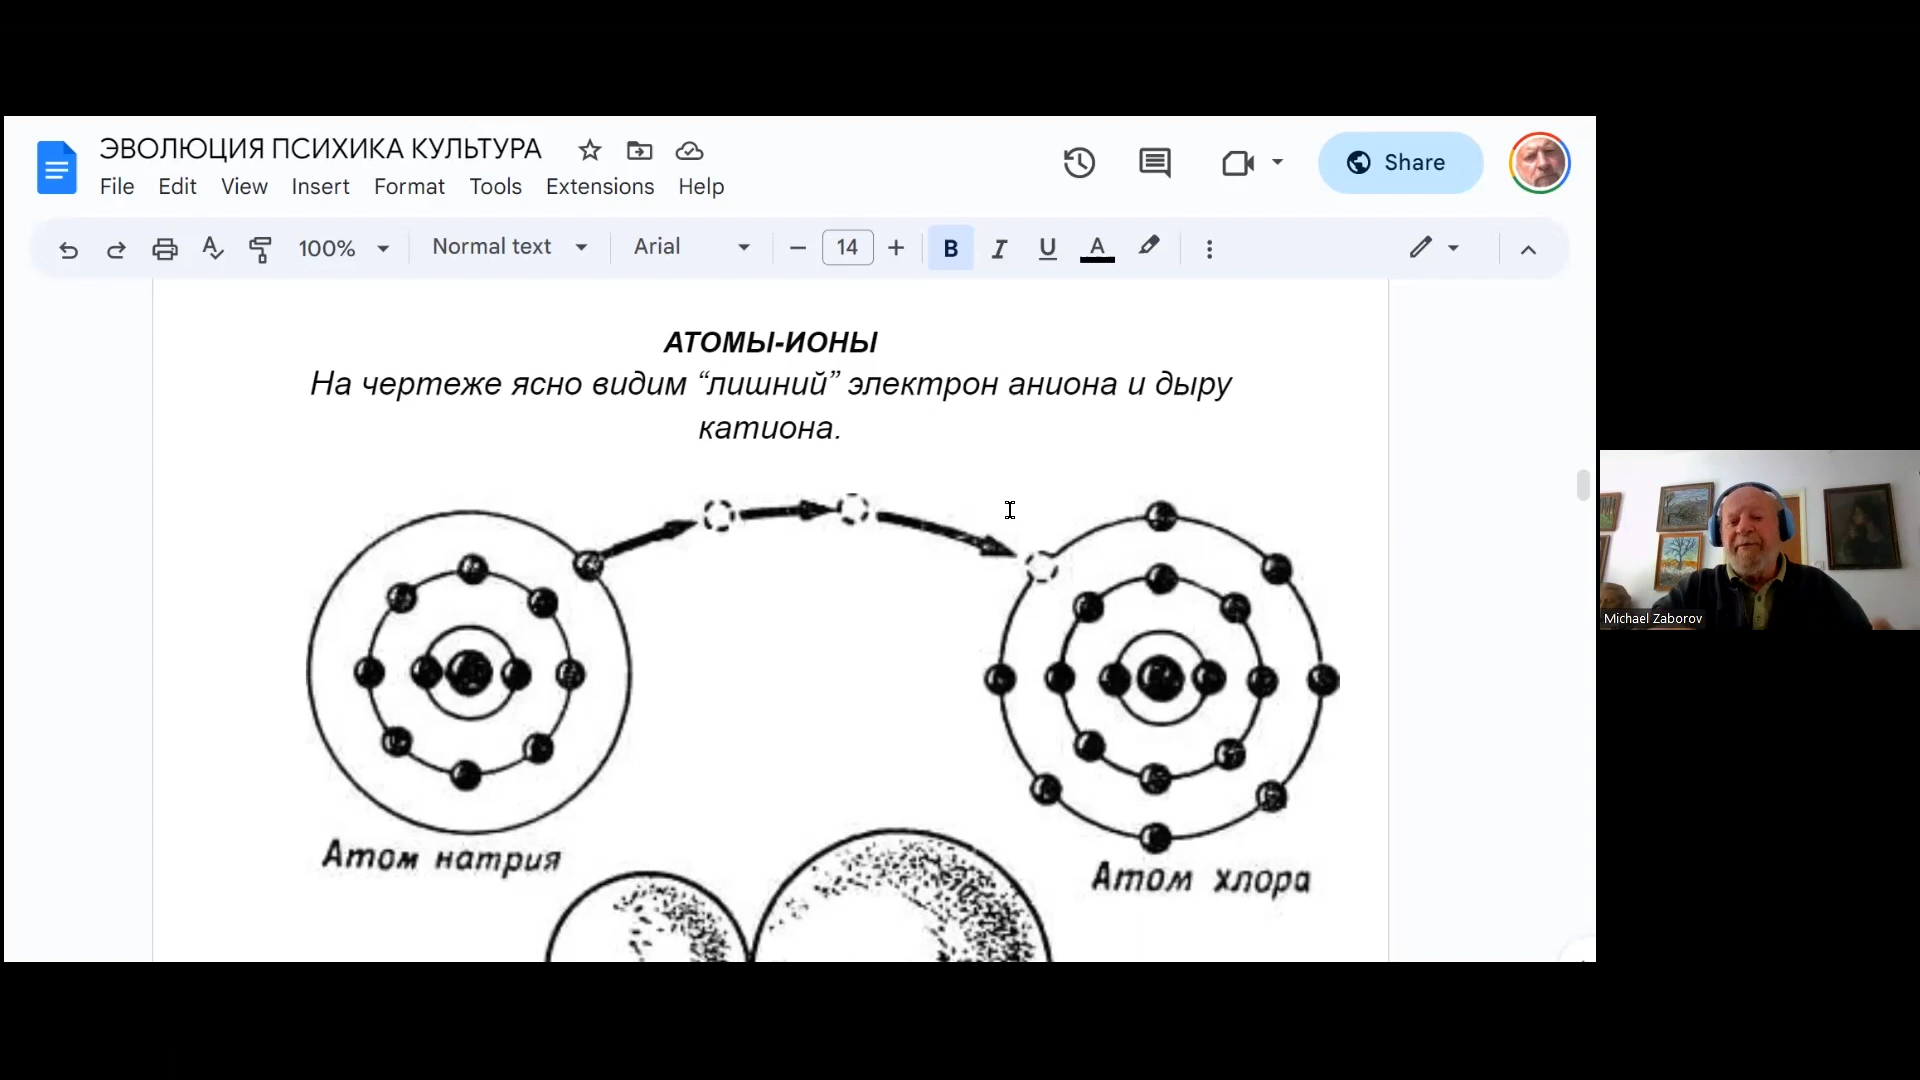 ЭВОЛЮЦИЯ ПСИХИКА КУЛЬТУРА
File Edit View Insert Format Tools Extensions Help
Share
100% Normal text Arial 14 B I U A
АТОМЫ-ИОНЫ
На чертеже ясно видим “лишний” электрон аниона и дыру
катиона.
Атом натрия
Атом хлора
Michael Zaborov